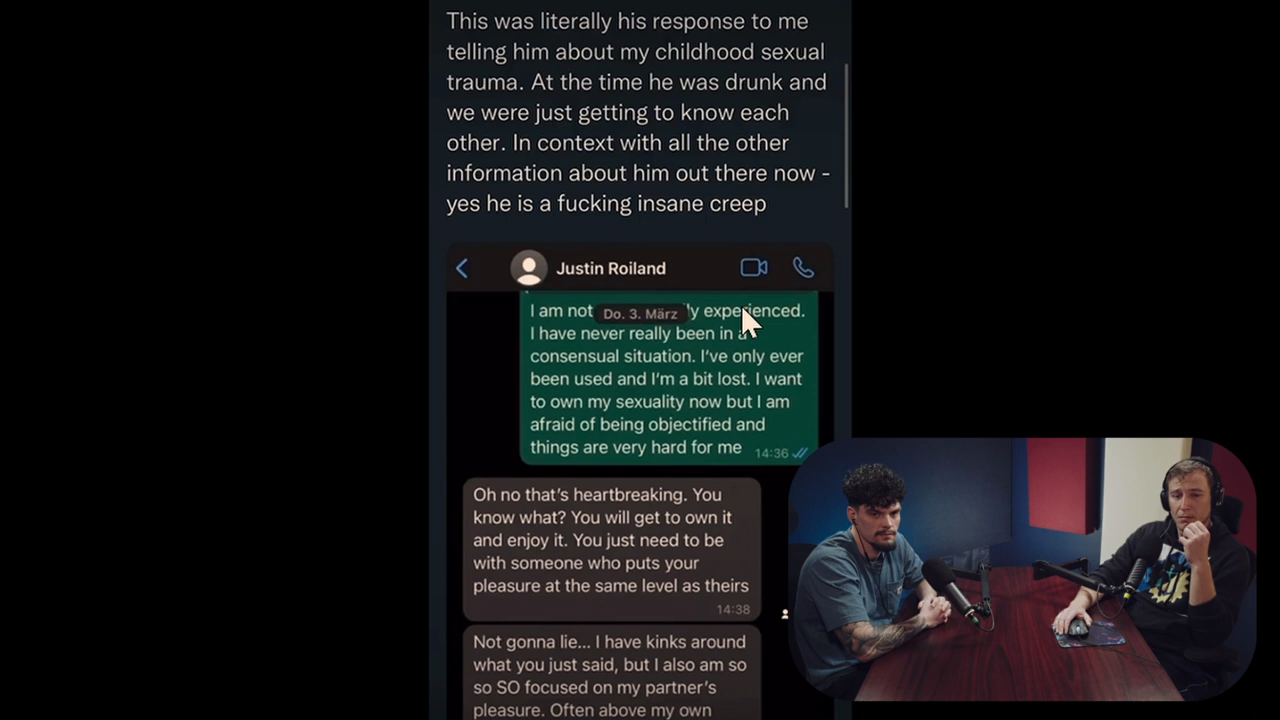 This was literally his response to me
telling him about my childhood sexual
trauma. At the time he was drunk and
we were just getting to know each
other. In context with all the other
information about him out there now -
yes he is a fucking insane creep
Justin Roiland
I am not ly experienced.
Do. 3. März
I have never really been in a
consensual situation. I've only ever
been used and I'm a bit lost. I want
to own my sexuality now but I am
afraid of being objectified and
things are very hard for me
14:36
Oh no that's heartbreaking. You
know what? You will get to own it
and enjoy it. You just need to be
with someone who puts your
pleasure at the same level as theirs
14:38
Not gonna lie... I have kinks around
what you just said, but I also am so
so SO focused on my partner's
pleasure. Often above my own